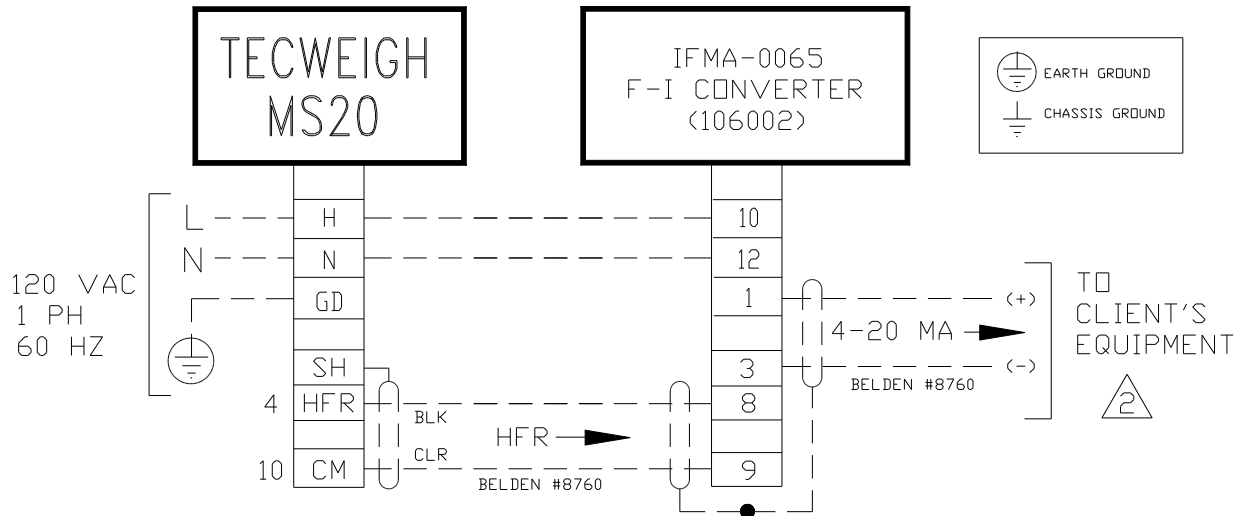 TECWEIGH
MS20
IFMA-0065
F-I CONVERTER
(106002)
EARTH GROUND
CHASSIS GROUND
120 VAC
1 PH
60 HZ
L
N
H
N
GD
SH
4 HFR
10 CM
BLK
CLR
HFR
BELDEN #8760
10
12
1
3
8
9
4-20 MA
BELDEN #8760
(+)
(-)
TO
CLIENT'S
EQUIPMENT
2